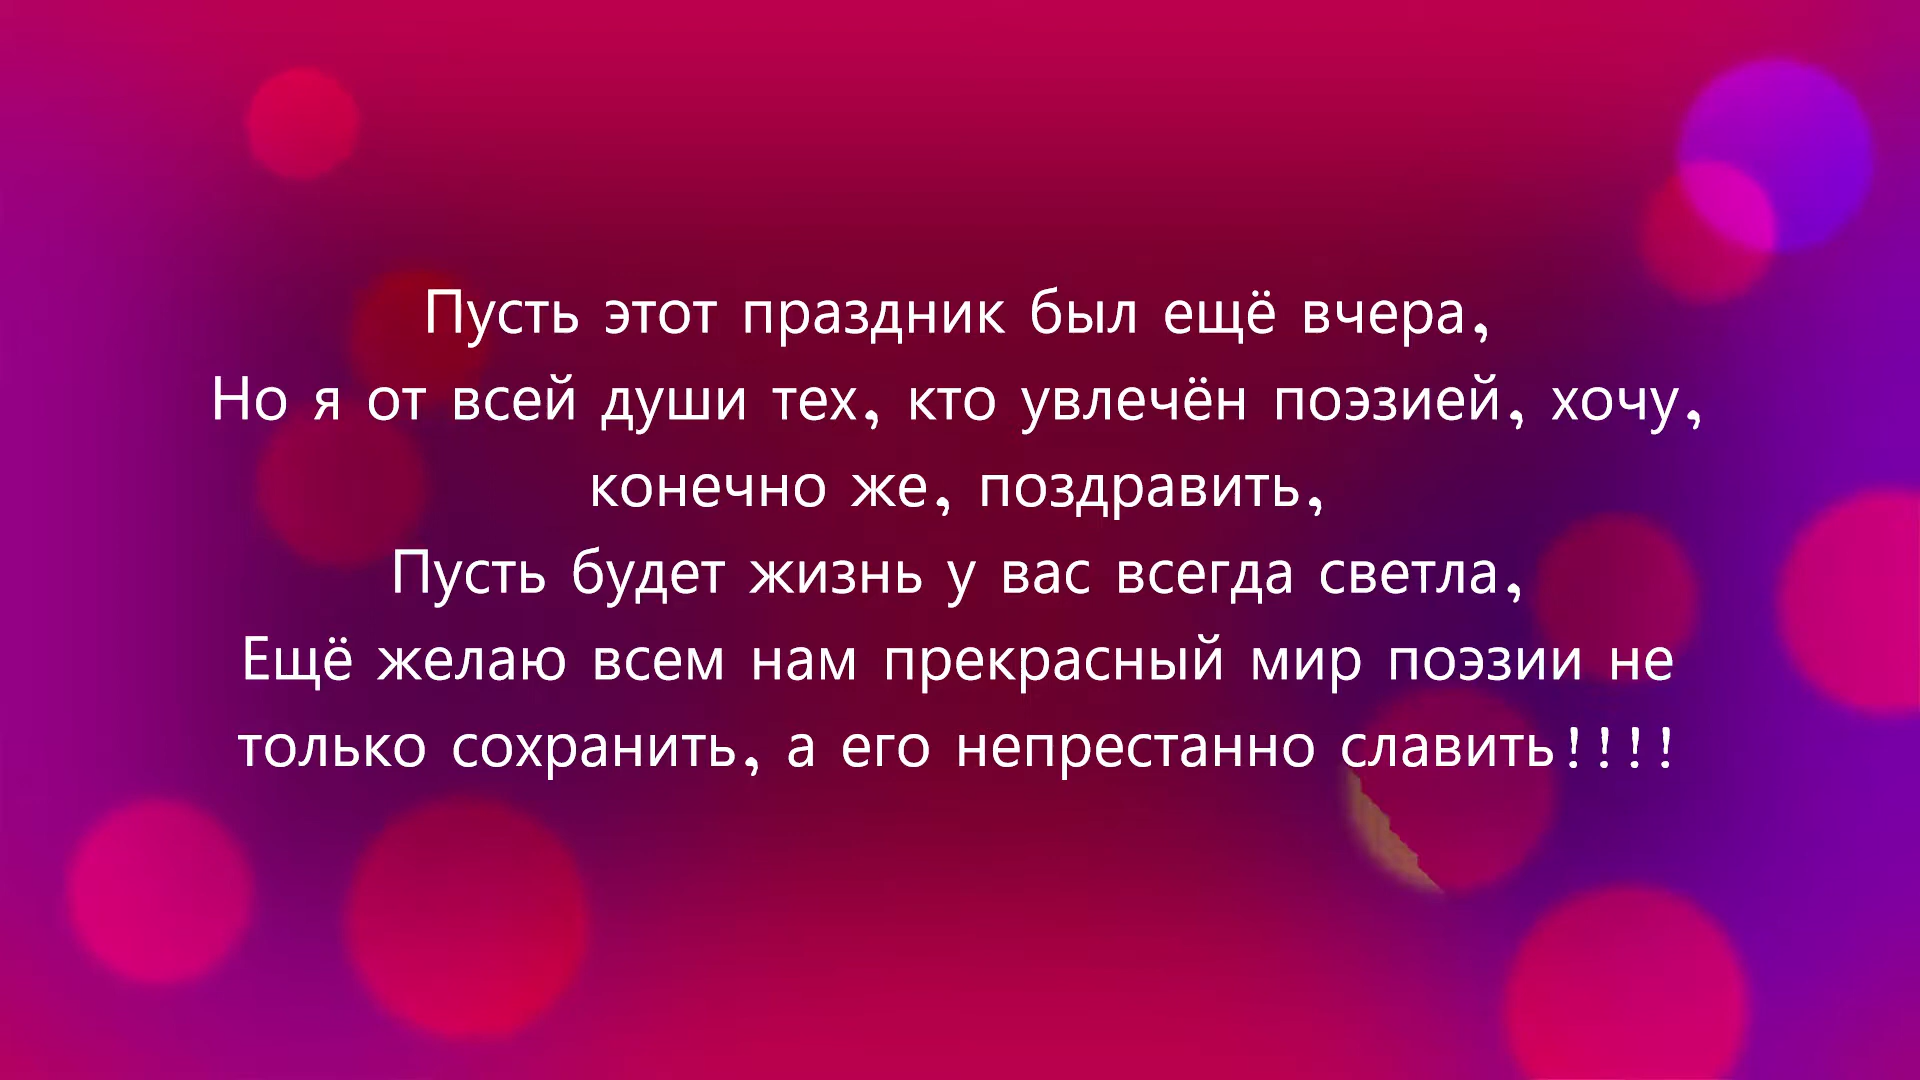 Пусть этот праздник был ещё вчера,
Но я от всей души тех, кто увлечён поэзией, хочу,
конечно же, поздравить,
Пусть будет жизнь у вас всегда светла,
Ещё желаю всем нам прекрасный мир поэзии не
только сохранить, а его непрестанно славить!!!!